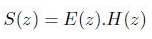 S(z) = E(z).H(z)